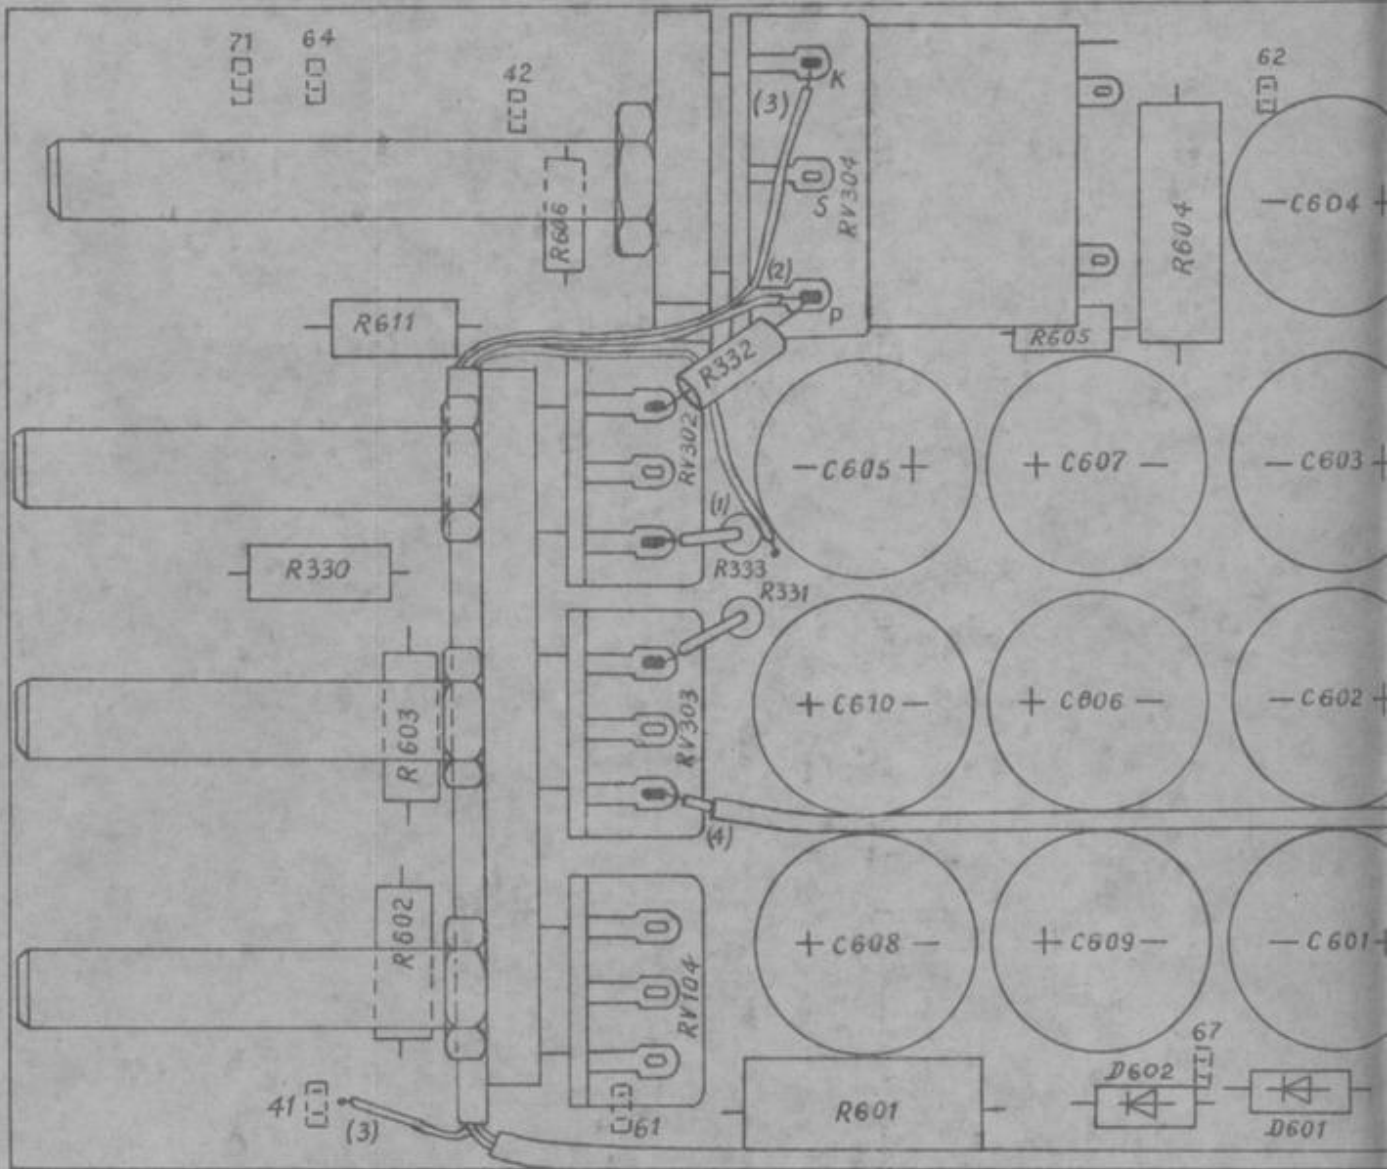 71
64
42
62
(3)
K
S
RV304
R606
R604
-C604+
(2)
P
R611
R605
R332
RV302
-C605+
+C607-
-C603+
(1)
R330
R333
R331
R603
RV303
+C610-
+C606-
-C602+
(4)
R602
RV104
+C608-
+C609-
-C601+
67
D602
41
(3)
61
R601
D601